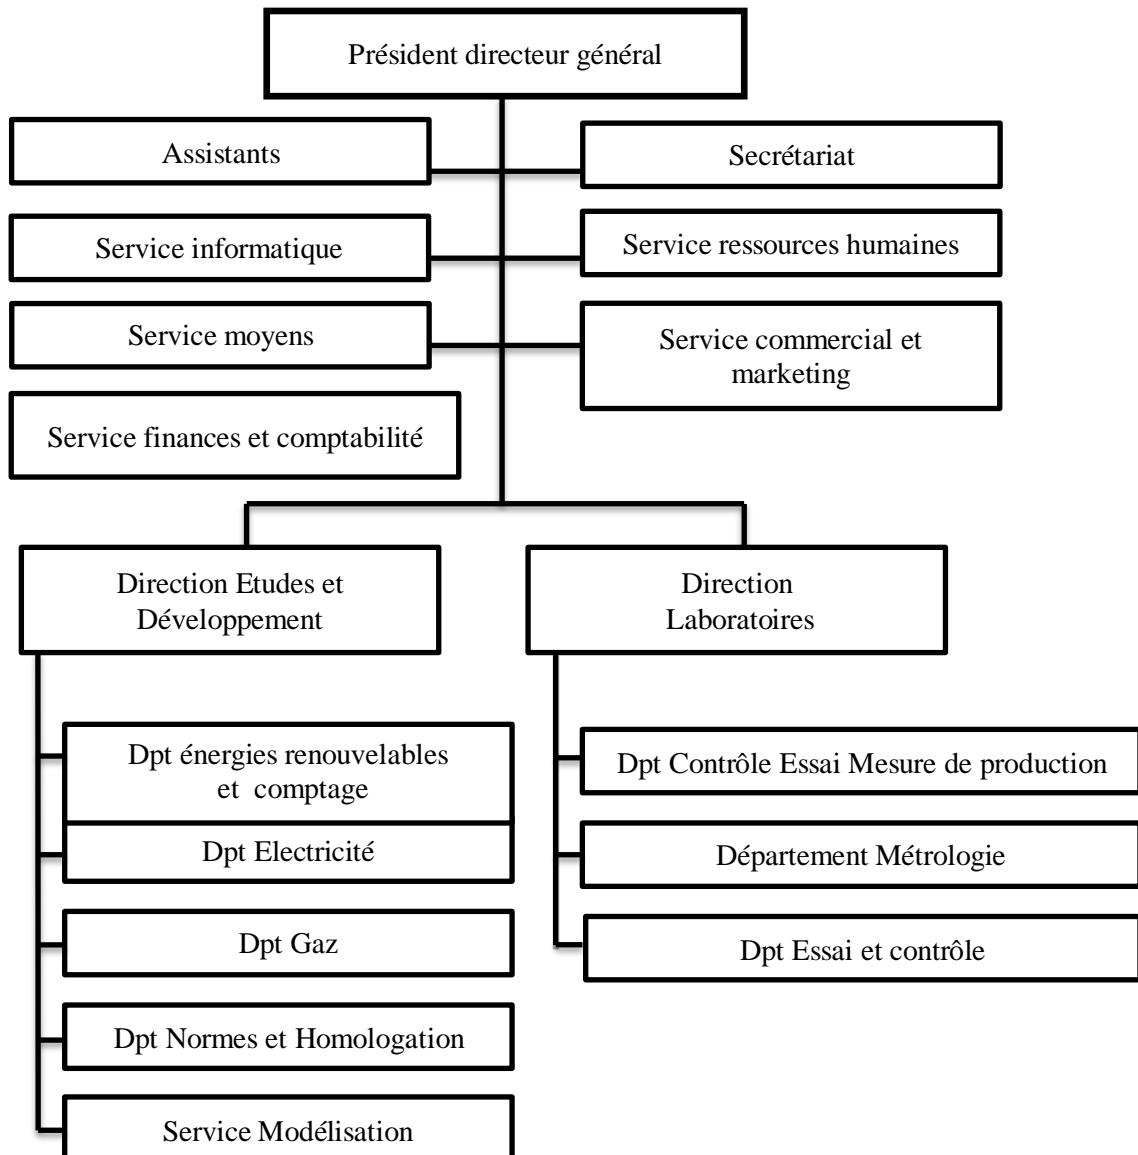 Président directeur général
Assistants
Secrétariat
Service informatique
Service ressources humaines
Service moyens
Service commercial et
marketing
Service finances et comptabilité
Direction Etudes et
Développement
Direction
Laboratoires
Dpt énergies renouvelables
et comptage
Dpt Electricité
Dpt Gaz
Dpt Normes et Homologation
Service Modélisation
Dpt Contrôle Essai Mesure de production
Département Métrologie
Dpt Essai et contrôle